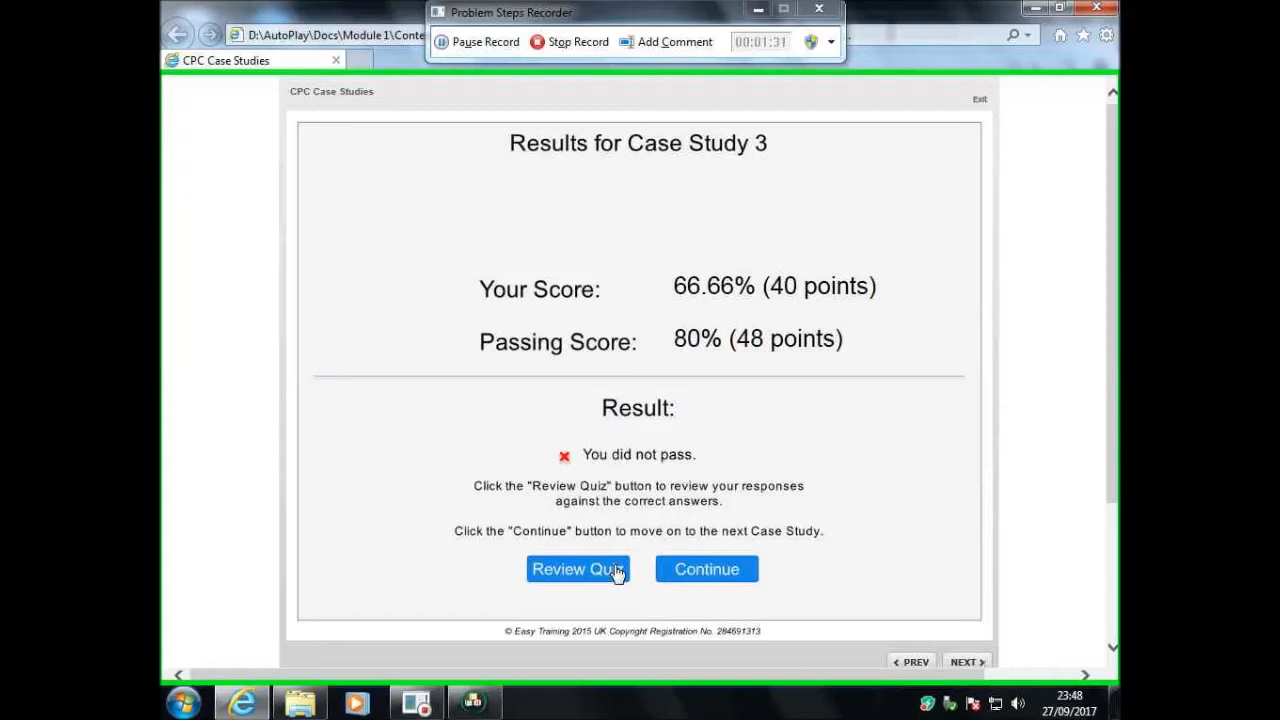 Problem Steps Recorder
D:\AutoPlay\Docs\Module1\Conte
Pause Record Stop Record Add Comment 00:01:31
CPC Case Studies
CPC Case Studies
Exit
Results for Case Study 3
Your Score: 66.66% (40 points)
Passing Score: 80% (48 points)
Result:
You did not pass.
Click the "Review Quiz" button to review your responses
against the correct answers.
Click the "Continue" button to move on to the next Case Study.
Review Quiz Continue
© Easy Training 2015 UK Copyright Registration No. 284691313
PREV NEXT
23:48
27/09/2017